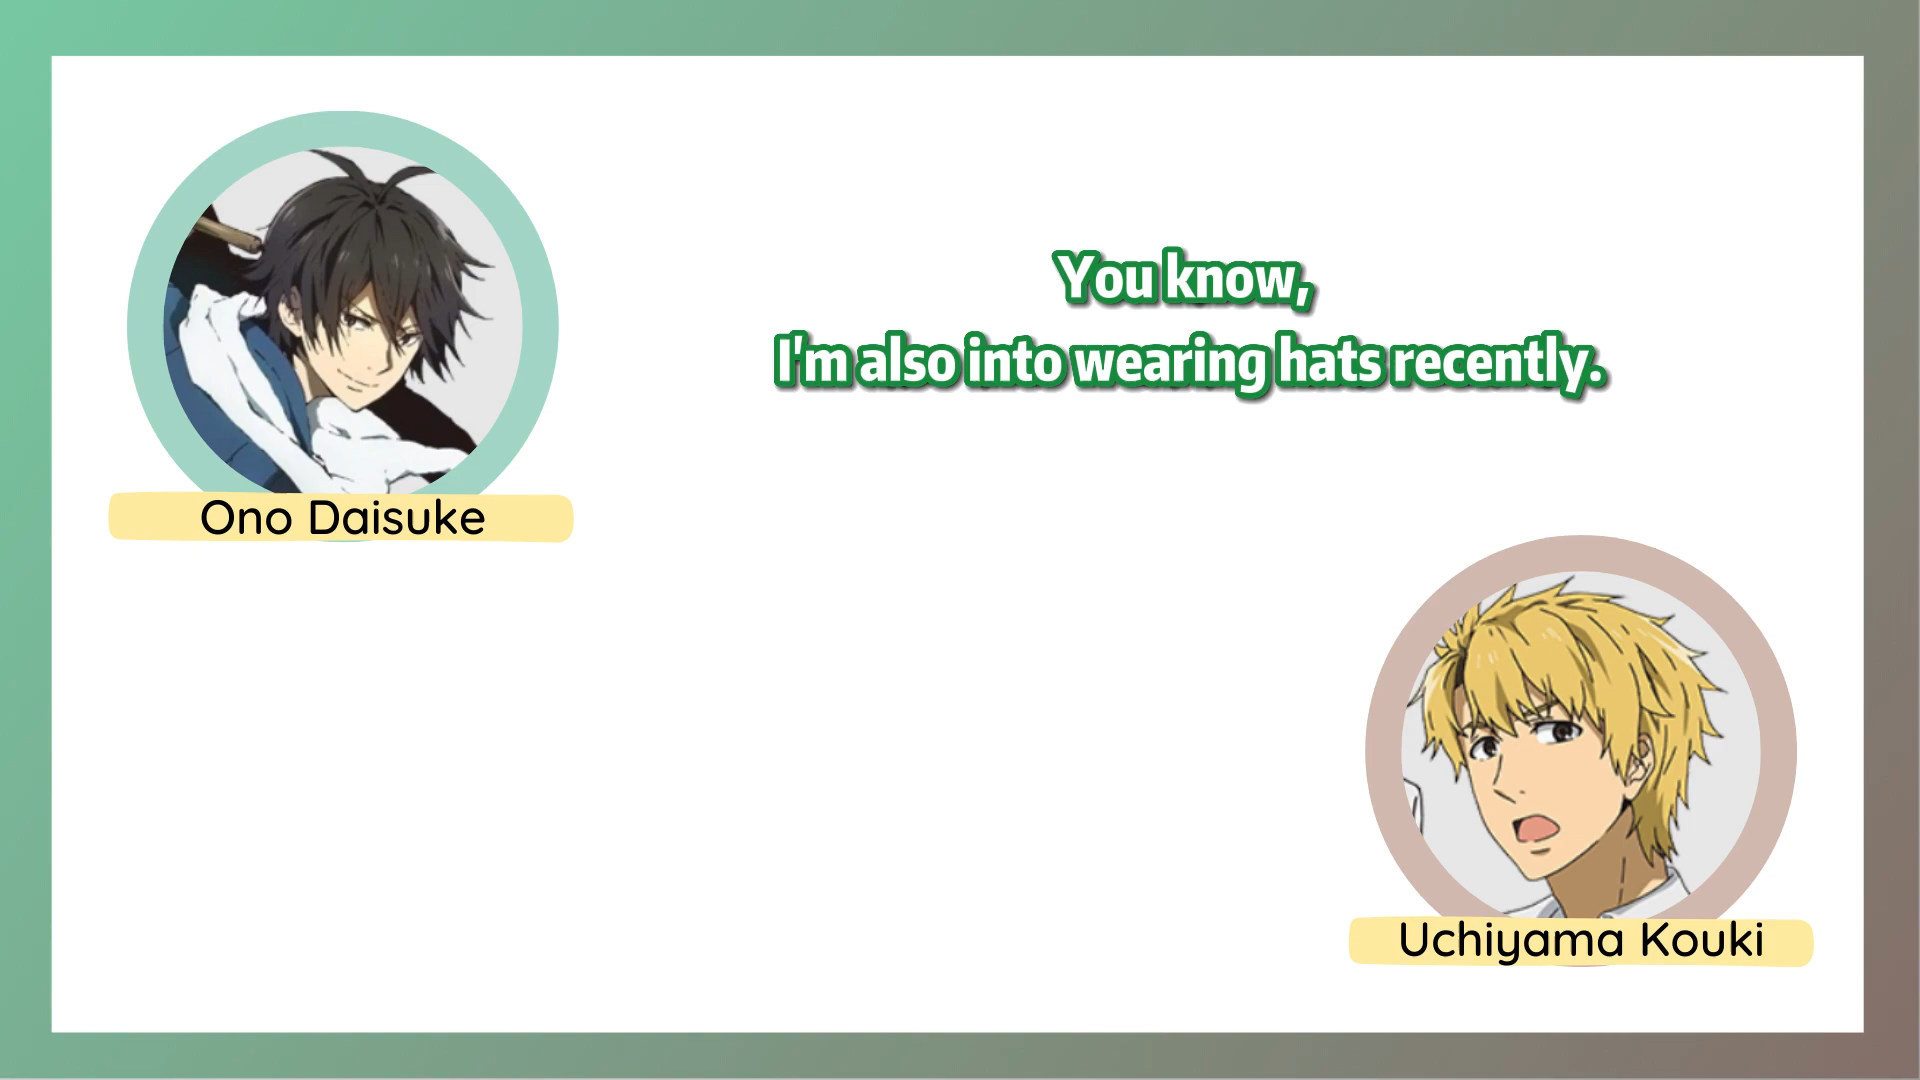 You know,
I'm also into wearing hats recently.
Ono Daisuke
Uchiyama Kouki